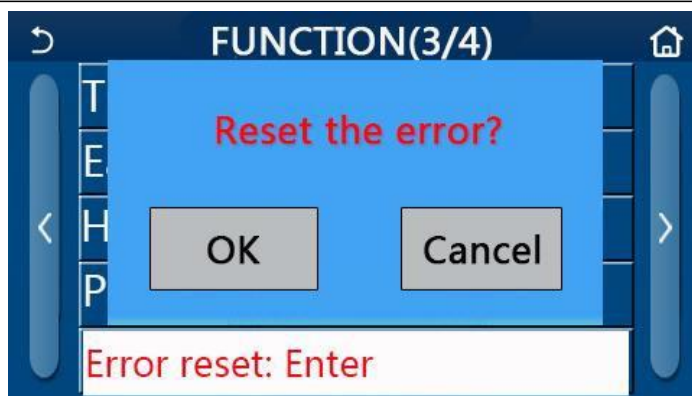 FUNCTION(3/4)
T
Reset the error?
E
H
OK
Cancel
P
Error reset: Enter